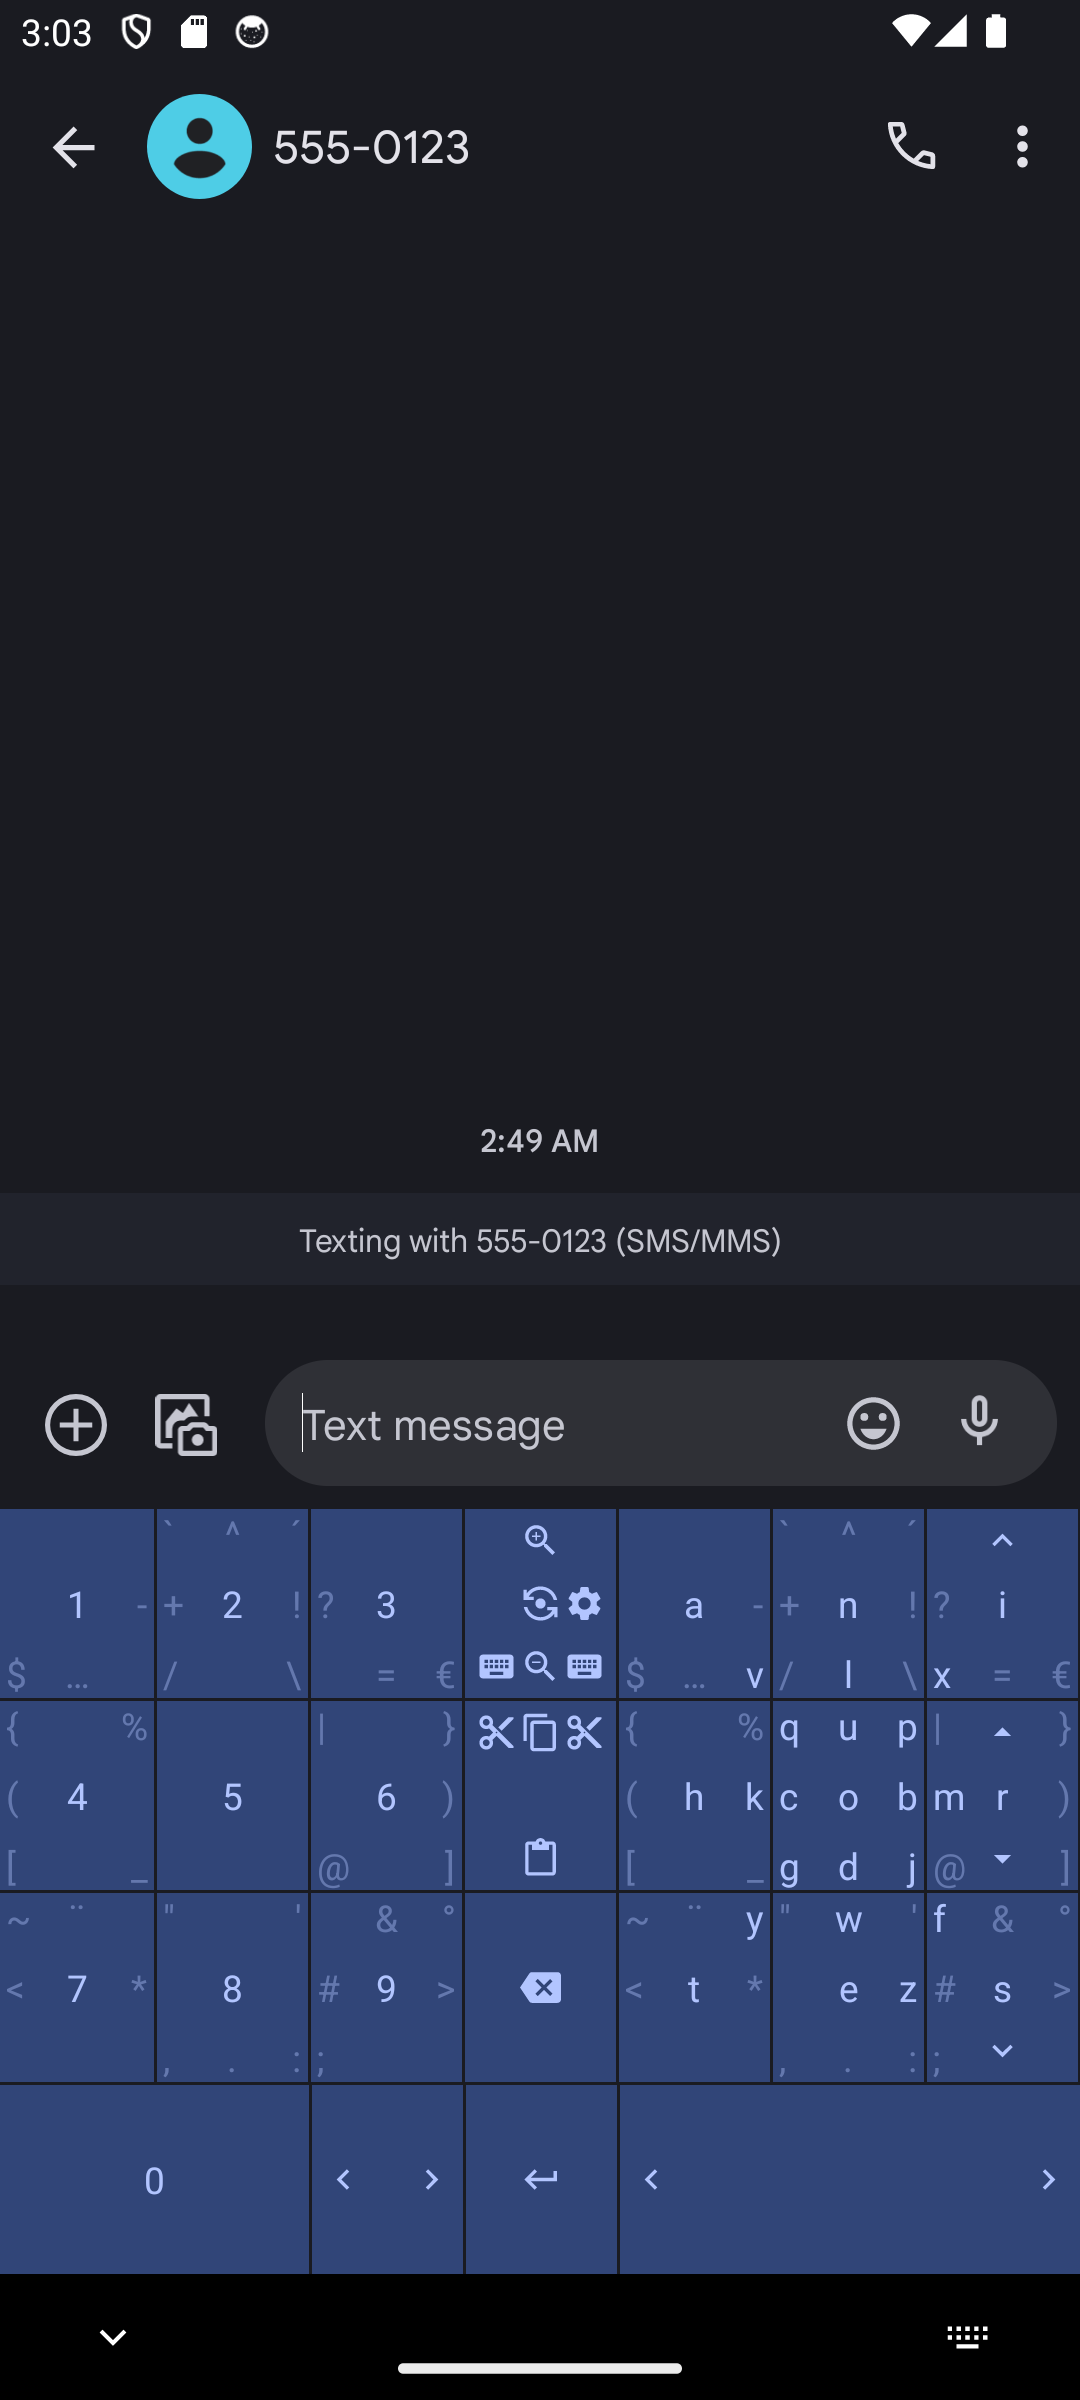 3:03
555-0123
2:49 AM
Texting with 555-0123 (SMS/MMS)
Text message
` ^ ´ ` ^ ´
1 - + 2 ! ? 3 a - + n ! ? i
$ … / \ = € $ … v / l \ x = €
{ % | } { % q u p | }
( 4 5 6 ) ( h k c o b m r )
[ _ @ ] [ _ g d j @ ]
~ ¨ " ' & ° ~ ¨ y " w ' f & °
< 7 * 8 # 9 > < t * e z # s >
, . : ; , . : ;
0